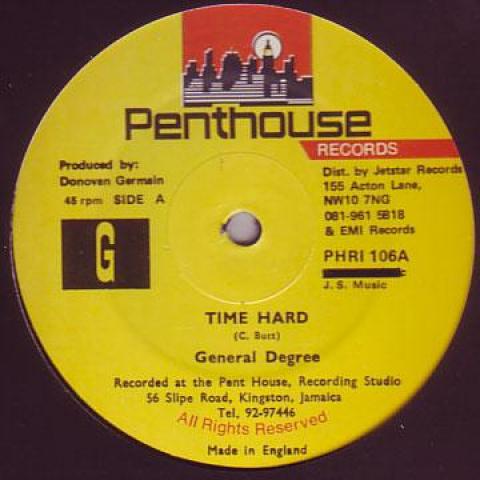 Penthouse
RECORDS
Produced by:
Donovan Germain
45 rpm SIDE A
G
Dist. by Jetstar Records
155 Acton Lane,
NW10 7NG
081-961 5818
& EMI Records
PHRI 106A
J. S. Music
TIME HARD
(C. Butt)
General Degree
Recorded at the Pent House, Recording Studio
56 Slipe Road, Kingston, Jamaica
Tel, 92-97446
All Rights Reserved
Made in England